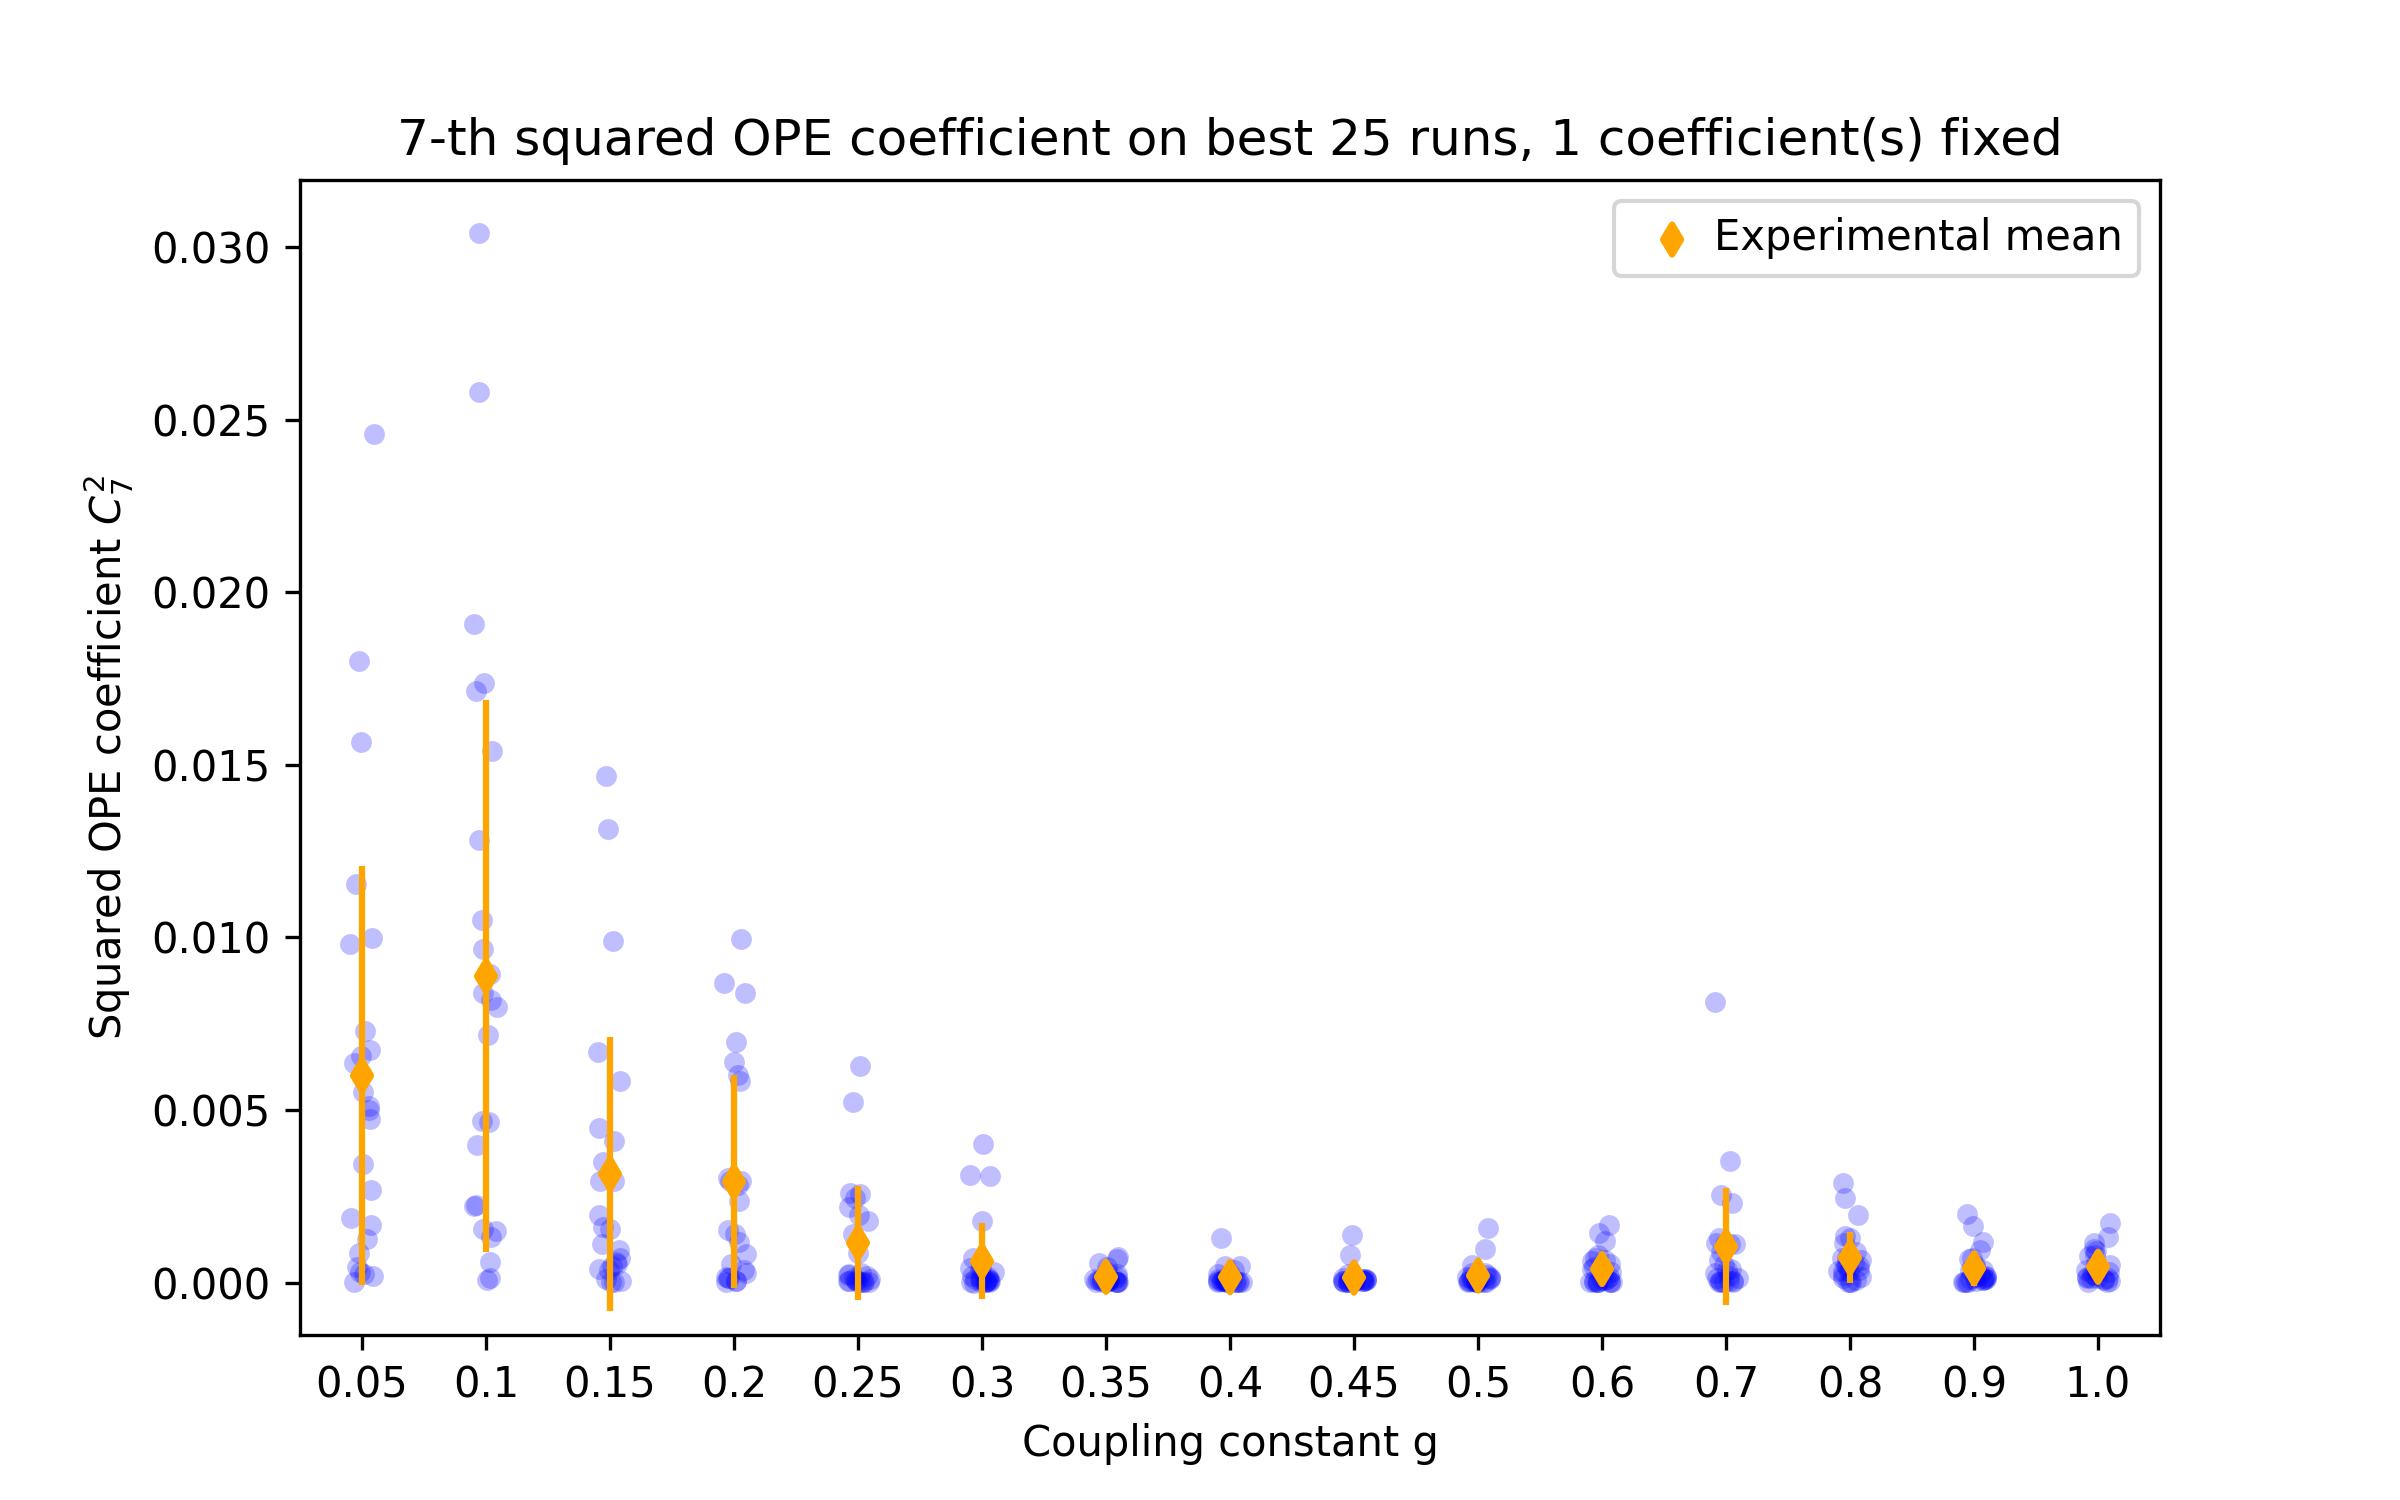 7-th squared OPE coefficient on best 25 runs, 1 coefficient(s) fixed
Experimental mean
Squared OPE coefficient $C_7^2$
0.030
0.025
0.020
0.015
0.010
0.005
0.000
0.05 0.1 0.15 0.2 0.25 0.3 0.35 0.4 0.45 0.5 0.6 0.7 0.8 0.9 1.0
Coupling constant g